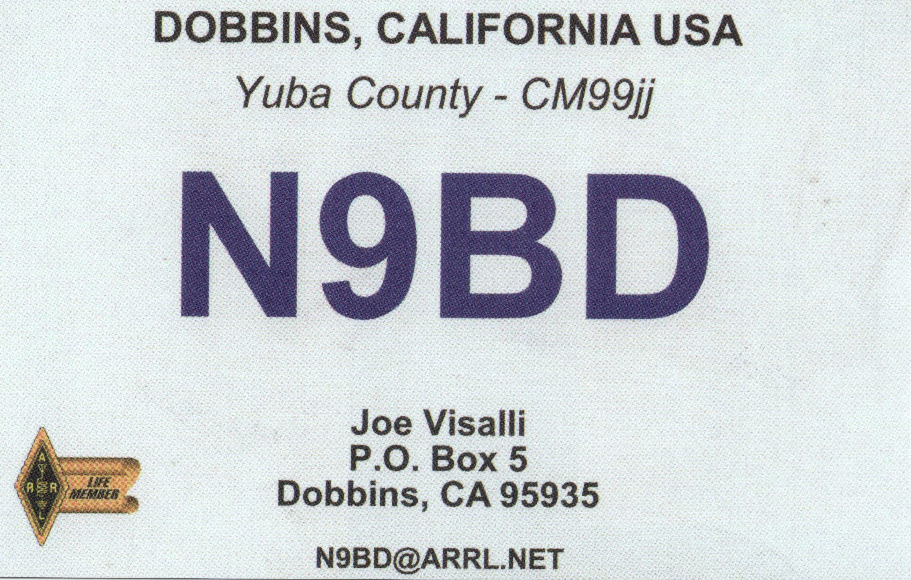 DOBBINS, CALIFORNIA USA
Yuba County - CM99jj
N9BD
Joe Visalli
P.O. Box 5
Dobbins, CA 95935
A
R R
L
LIFE
MEMBER
N9BD@ARRL.NET